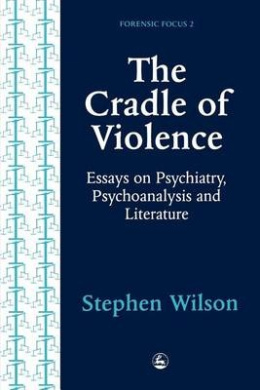 FORENSIC FOCUS 2
The
Cradle of
Violence
Essays on Psychiatry,
Psychoanalysis and
Literature
Stephen Wilson